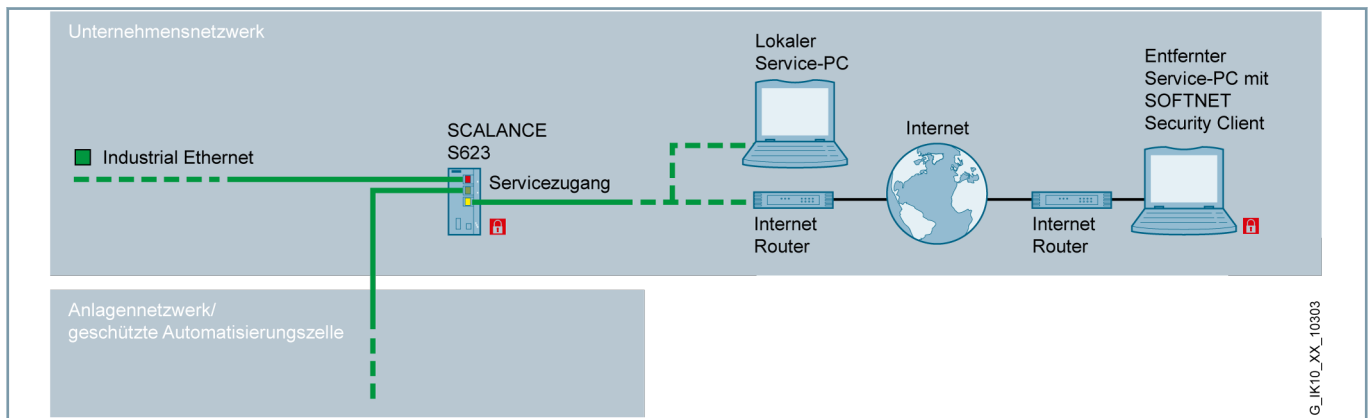 Unternehmensnetzwerk
Industrial Ethernet
SCALANCE
S623
Servicezugang
Lokaler
Service-PC
Internet
Router
Internet
Internet
Router
Entfernter
Service-PC mit
SOFTNET
Security Client
Anlagennetzwerk/
geschützte Automatisierungszelle
G_IK10_XX_10303